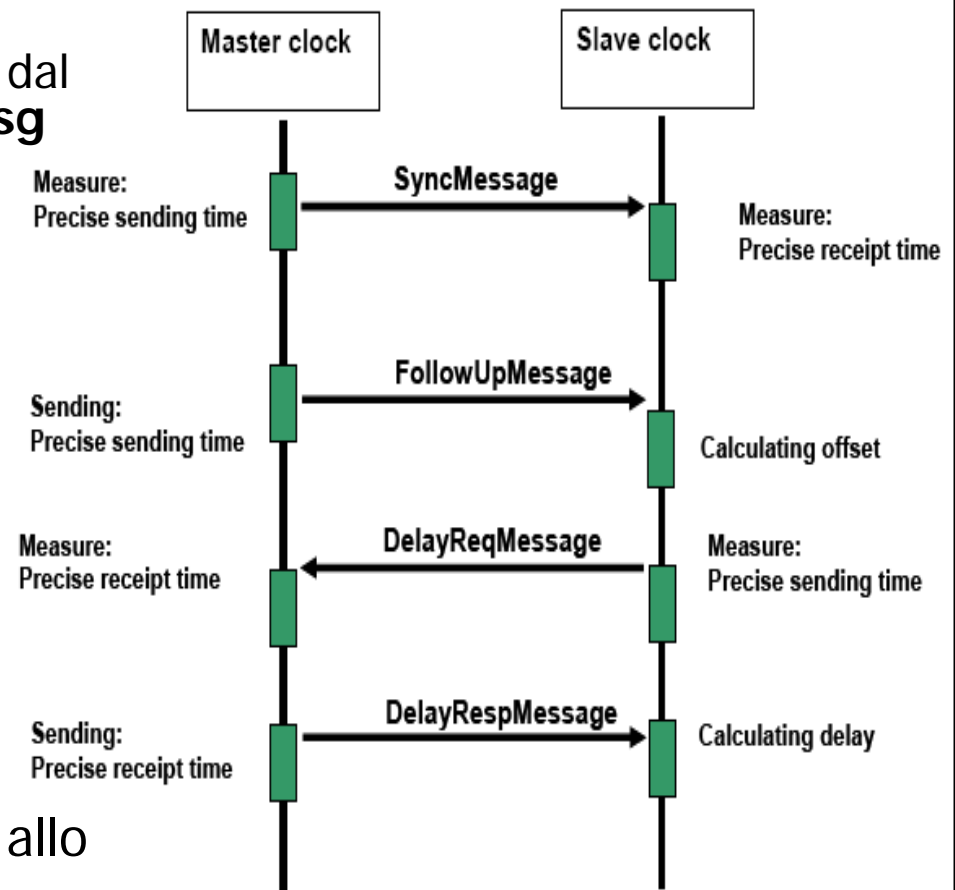 Master clock
Slave clock
dal
sg
Measure:
Precise sending time
SyncMessage
Measure:
Precise receipt time
FollowUpMessage
Sending:
Precise sending time
Calculating offset
Measure:
Precise receipt time
DelayReqMessage
Measure:
Precise sending time
DelayRespMessage
Sending:
Precise receipt time
Calculating delay
allo